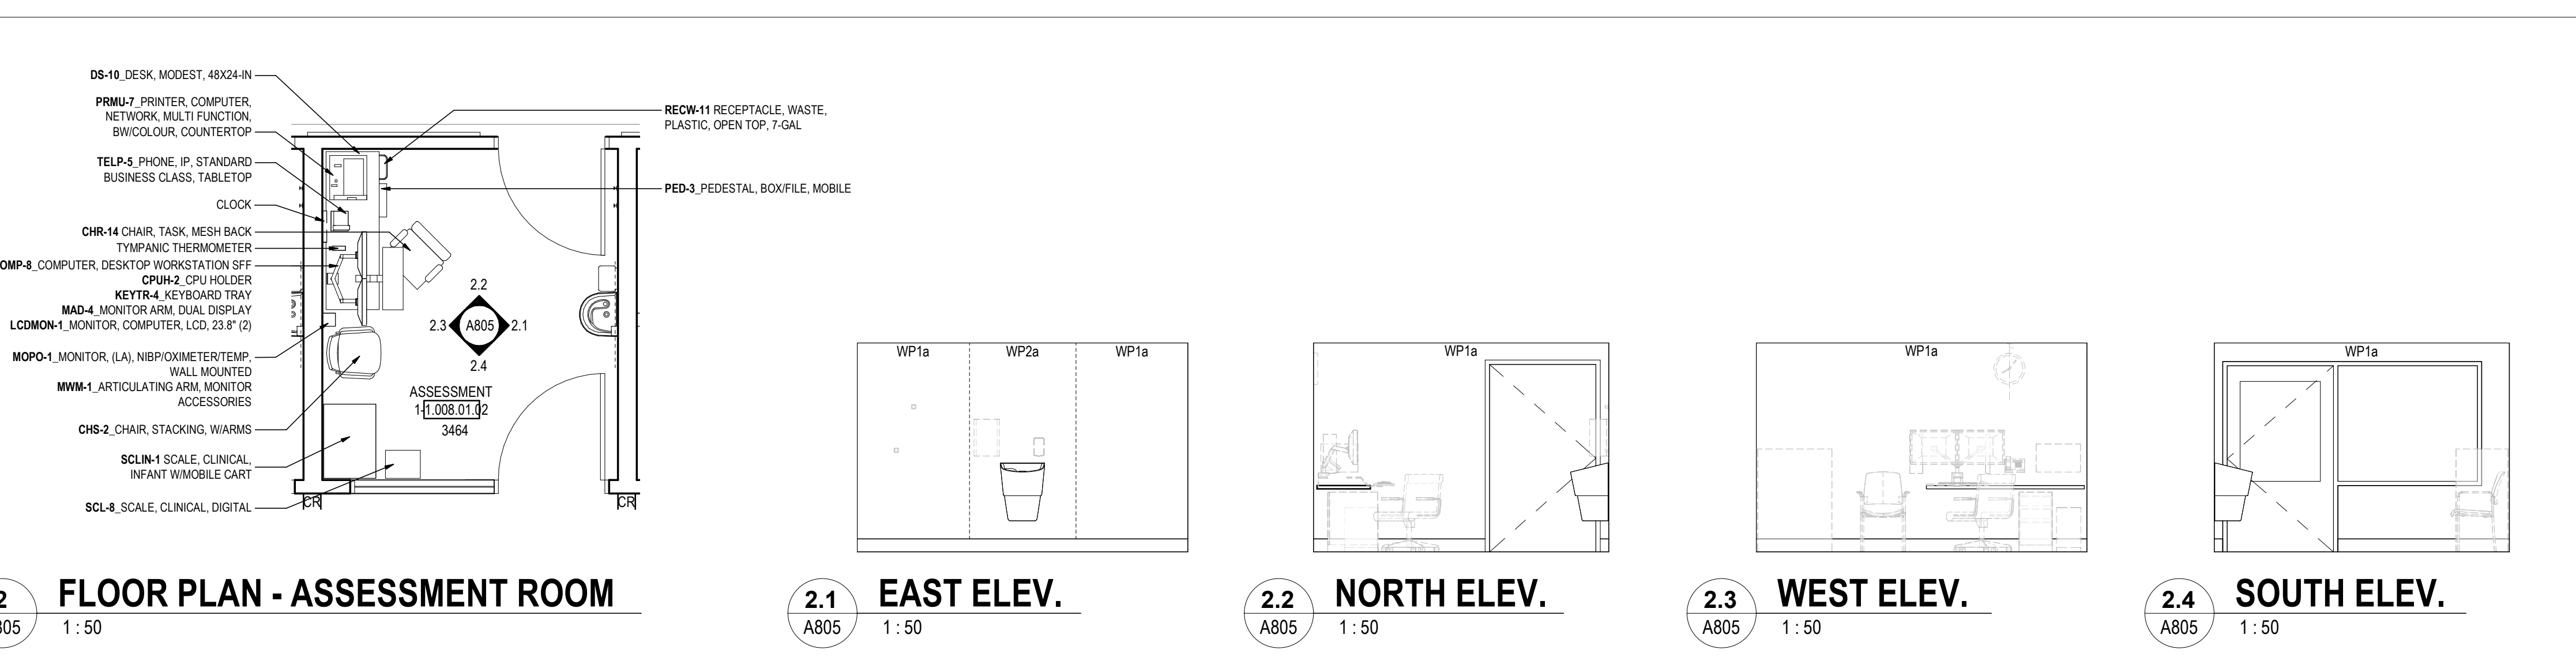 DS-10_DESK, MODEST, 48X24-IN
PRMU-7_PRINTER, COMPUTER,
NETWORK, MULTI FUNCTION,
BW/COLOUR, COUNTERTOP
TELP-5_PHONE, IP, STANDARD
BUSINESS CLASS, TABLETOP
CLOCK
CHR-14 CHAIR, TASK, MESH BACK
TYMPANIC THERMOMETER
OMP-8_COMPUTER, DESKTOP WORKSTATION SFF
CPUH-2_CPU HOLDER
KEYTR-4_KEYBOARD TRAY
MAD-4_MONITOR ARM, DUAL DISPLAY
LCDMON-1_MONITOR, COMPUTER, LCD, 23.8" (2)
MOPO-1_MONITOR, (LA), NIBP/OXIMETER/TEMP,
WALL MOUNTED
MWM-1_ARTICULATING ARM, MONITOR
ACCESSORIES
CHS-2_CHAIR, STACKING, W/ARMS
SCLIN-1 SCALE, CLINICAL,
INFANT W/MOBILE CART
SCL-8_SCALE, CLINICAL, DIGITAL
RECW-11 RECEPTACLE, WASTE,
PLASTIC, OPEN TOP, 7-GAL
PED-3_PEDESTAL, BOX/FILE, MOBILE
2.2
2.3 A805 2.1
2.4
ASSESSMENT
1-1.008.01.02
3464
CR CR
WP1a WP2a WP1a
WP1a
WP1a
WP1a
2 FLOOR PLAN - ASSESSMENT ROOM
805 1 : 50
2.1 EAST ELEV.
A805 1 : 50
2.2 NORTH ELEV.
A805 1 : 50
2.3 WEST ELEV.
A805 1 : 50
2.4 SOUTH ELEV.
A805 1 : 50